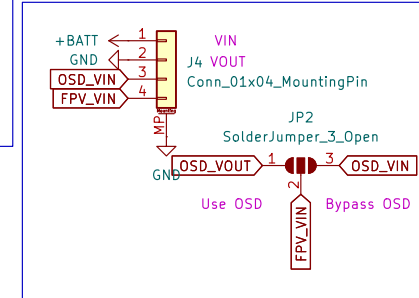 +BATT 1 VIN
GND 2 J4 VOUT
OSD_VIN 3 Conn_01x04_MountingPin
FPV_VIN 4
Mounting
MP
GND
JP2
SolderJumper_3_Open
OSD_VOUT 1 3 OSD_VIN
2
Use OSD Bypass OSD
FPV_VIN